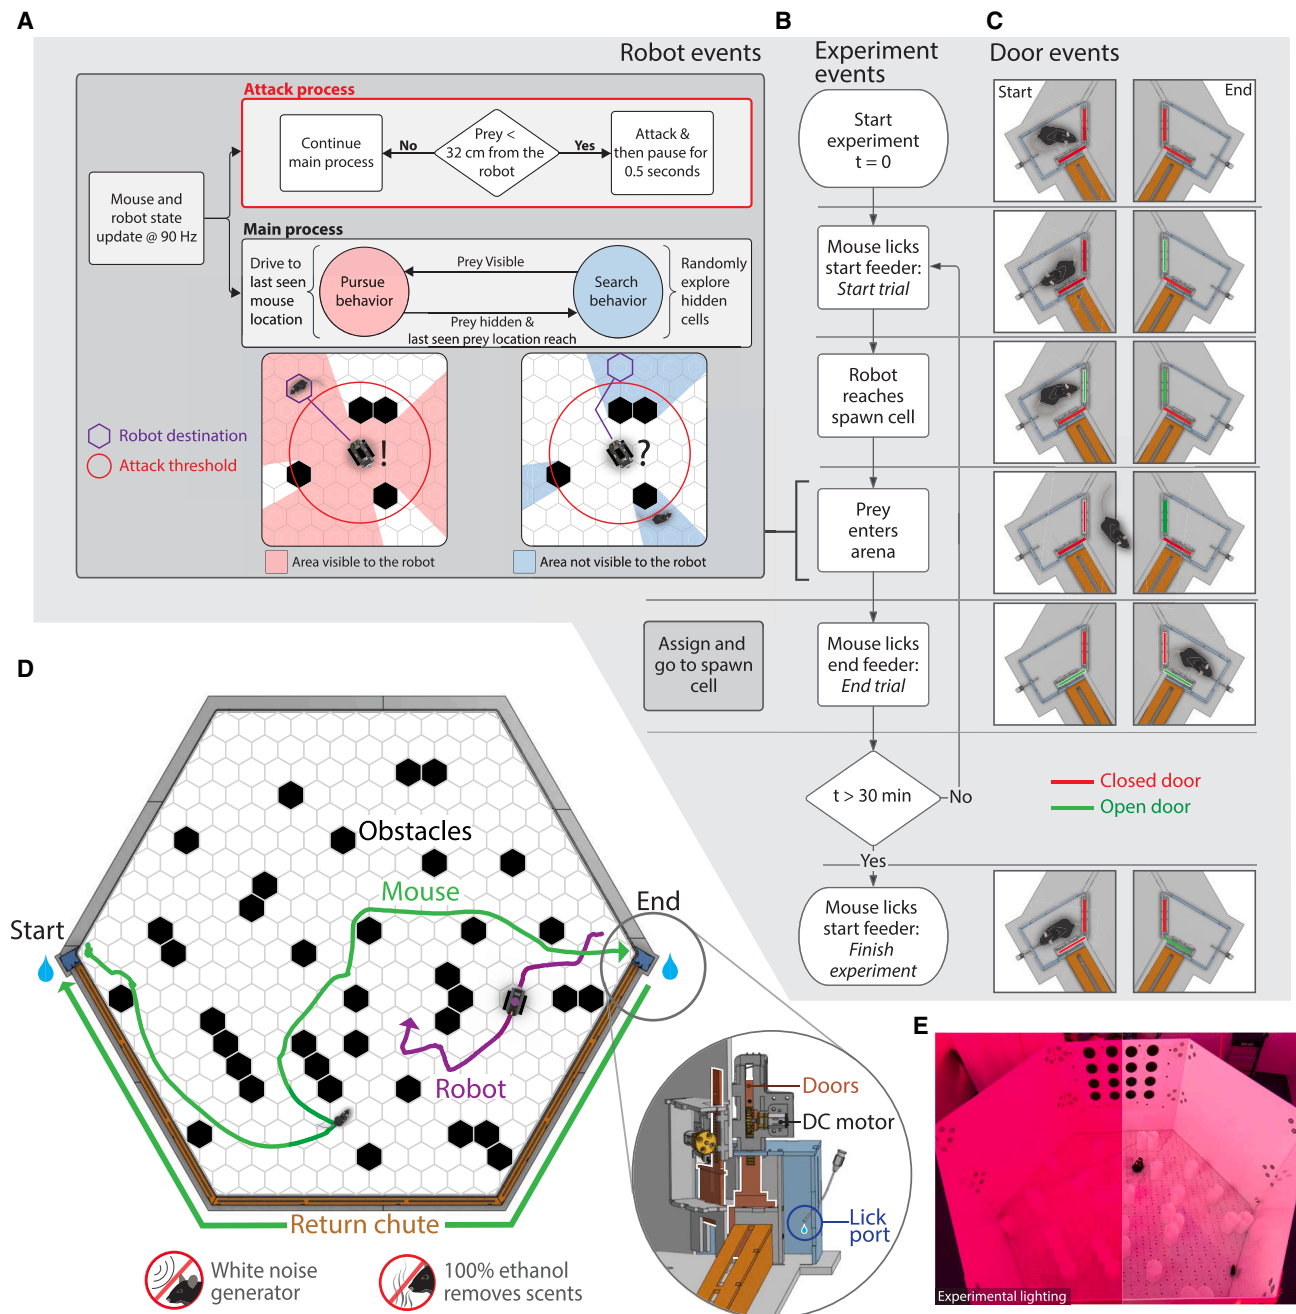 A
B
C
Robot events
Experiment
events
Door events
Attack process
Continue
main process
No
Prey <
32 cm from the
robot
Yes
Attack &
then pause for
0.5 seconds
Mouse and
robot state
update @ 90 Hz
Main process
Drive to
last seen
mouse
location
Pursue
behavior
Prey Visible
Prey hidden &
last seen prey location reach
Search
behavior
Randomly
explore
hidden
cells
Robot destination
Attack threshold
!
?
Area visible to the robot
Area not visible to the robot
Start
experiment
t = 0
Mouse licks
start feeder:
Start trial
Robot
reaches
spawn cell
Prey
enters
arena
Assign and
go to spawn
cell
Mouse licks
end feeder:
End trial
t > 30 min
No
Yes
Mouse licks
start feeder:
Finish
experiment
Start
End
Closed door
Open door
D
Obstacles
Mouse
Start
End
Robot
Return chute
White noise
generator
100% ethanol
removes scents
Doors
DC motor
Lick
port
E
Experimental lighting